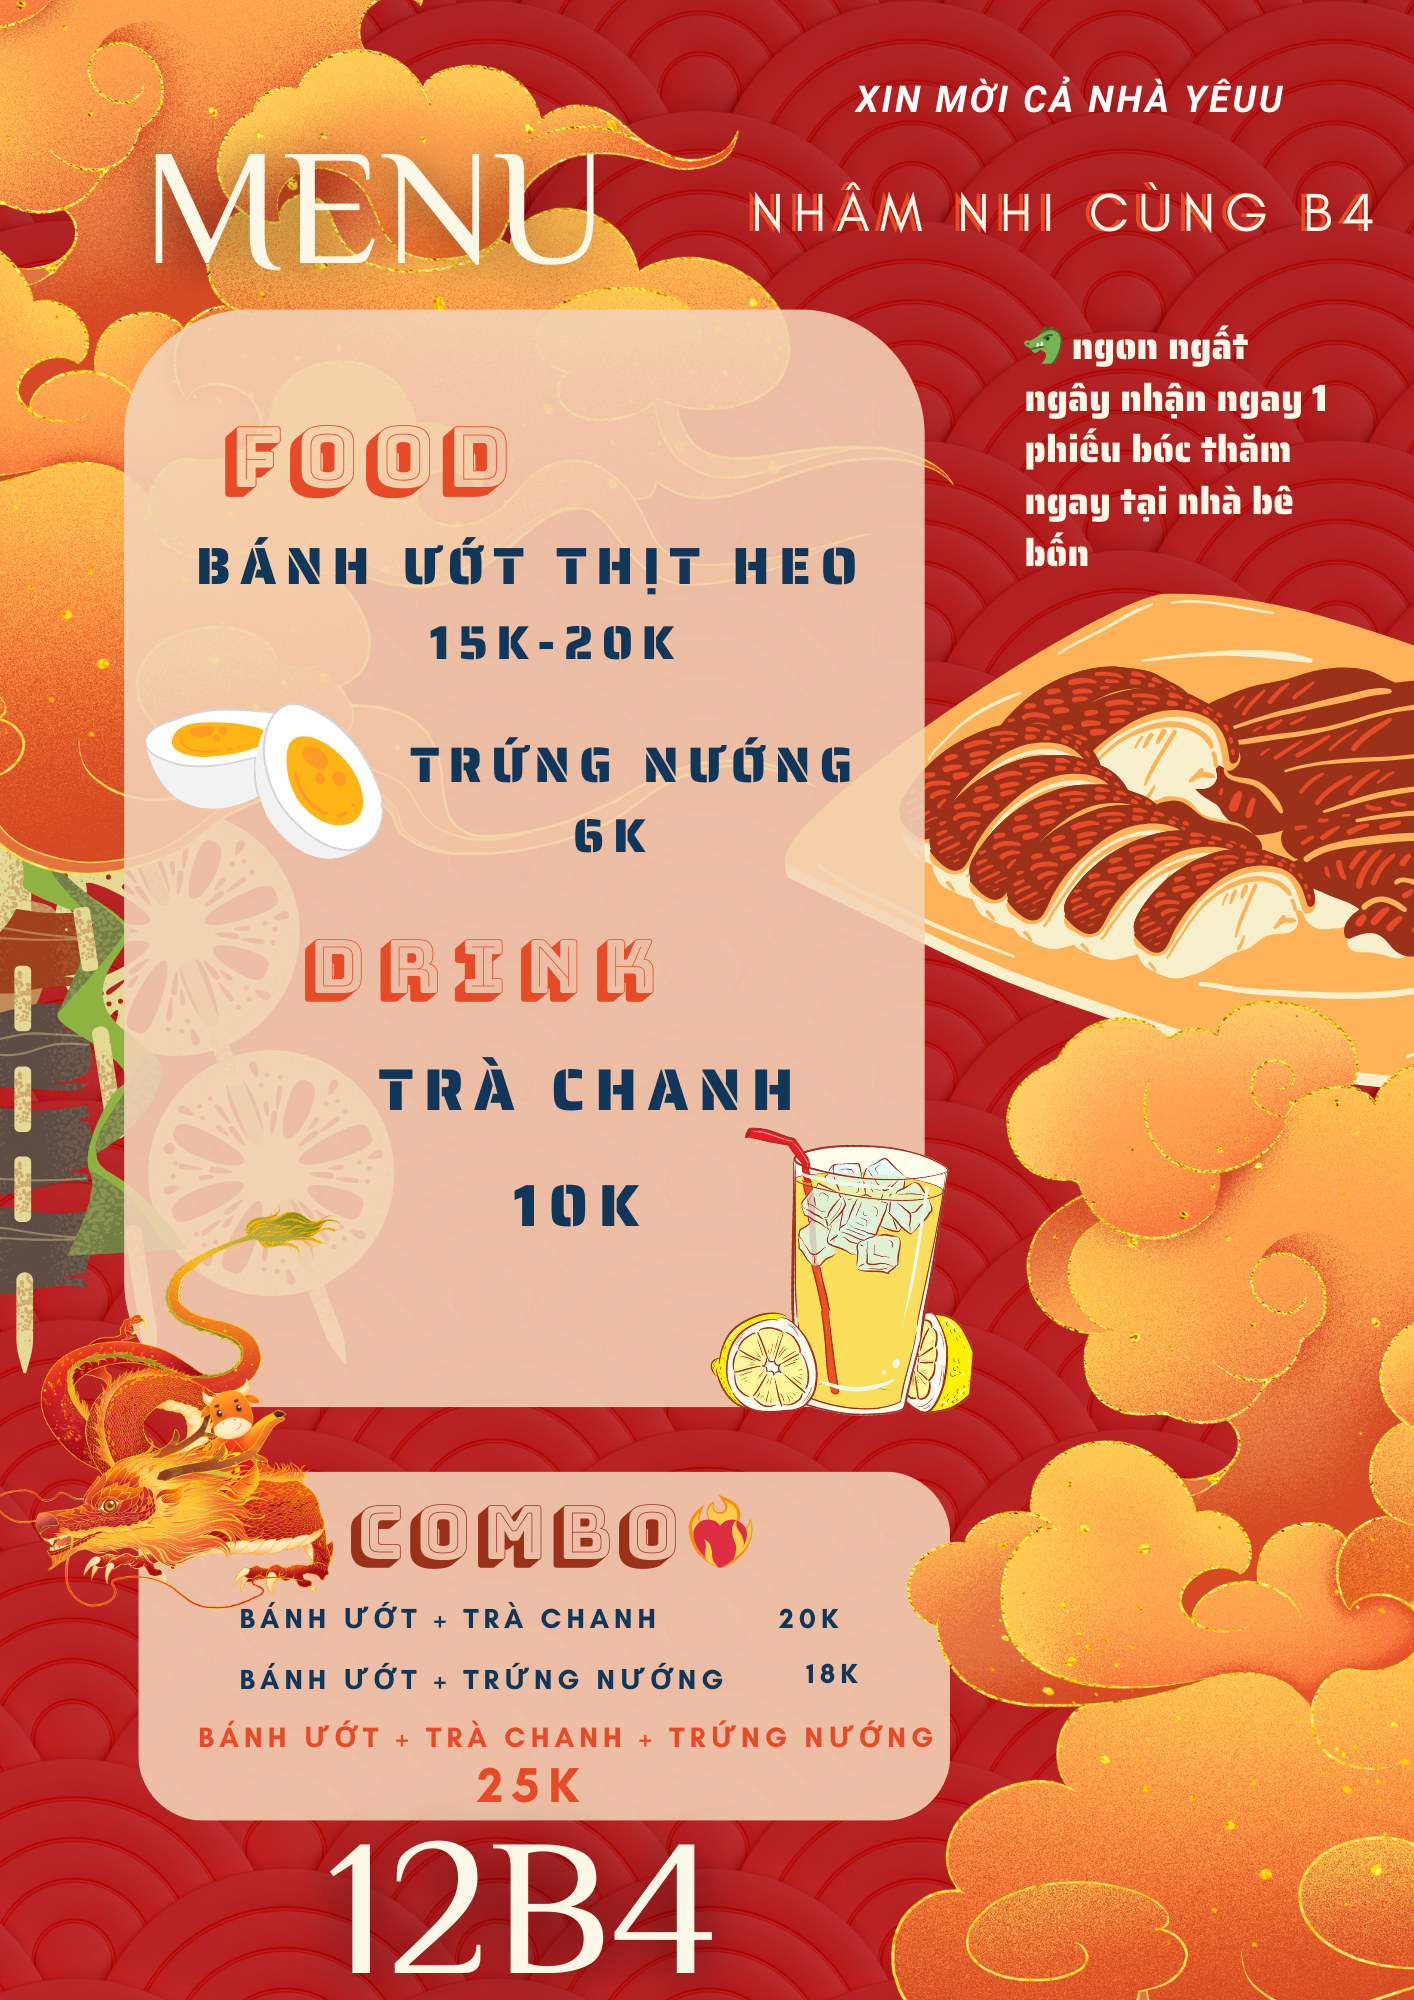 XIN MỜI CẢ NHÀ YÊUU
MENU
NHÂM NHI CÙNG B4
ngon ngất
ngây nhận ngay 1
phiếu bóc thăm
ngay tại nhà bê
bốn
FOOD
BÁNH ƯỚT THỊT HEO
15K-20K
TRỨNG NƯỚNG
6K
DRINK
TRÀ CHANH
10K
COMBO
BÁNH ƯỚT + TRÀ CHANH 20K
BÁNH ƯỚT + TRỨNG NƯỚNG 18K
BÁNH ƯỚT + TRÀ CHANH + TRỨNG NƯỚNG
25K
12B4